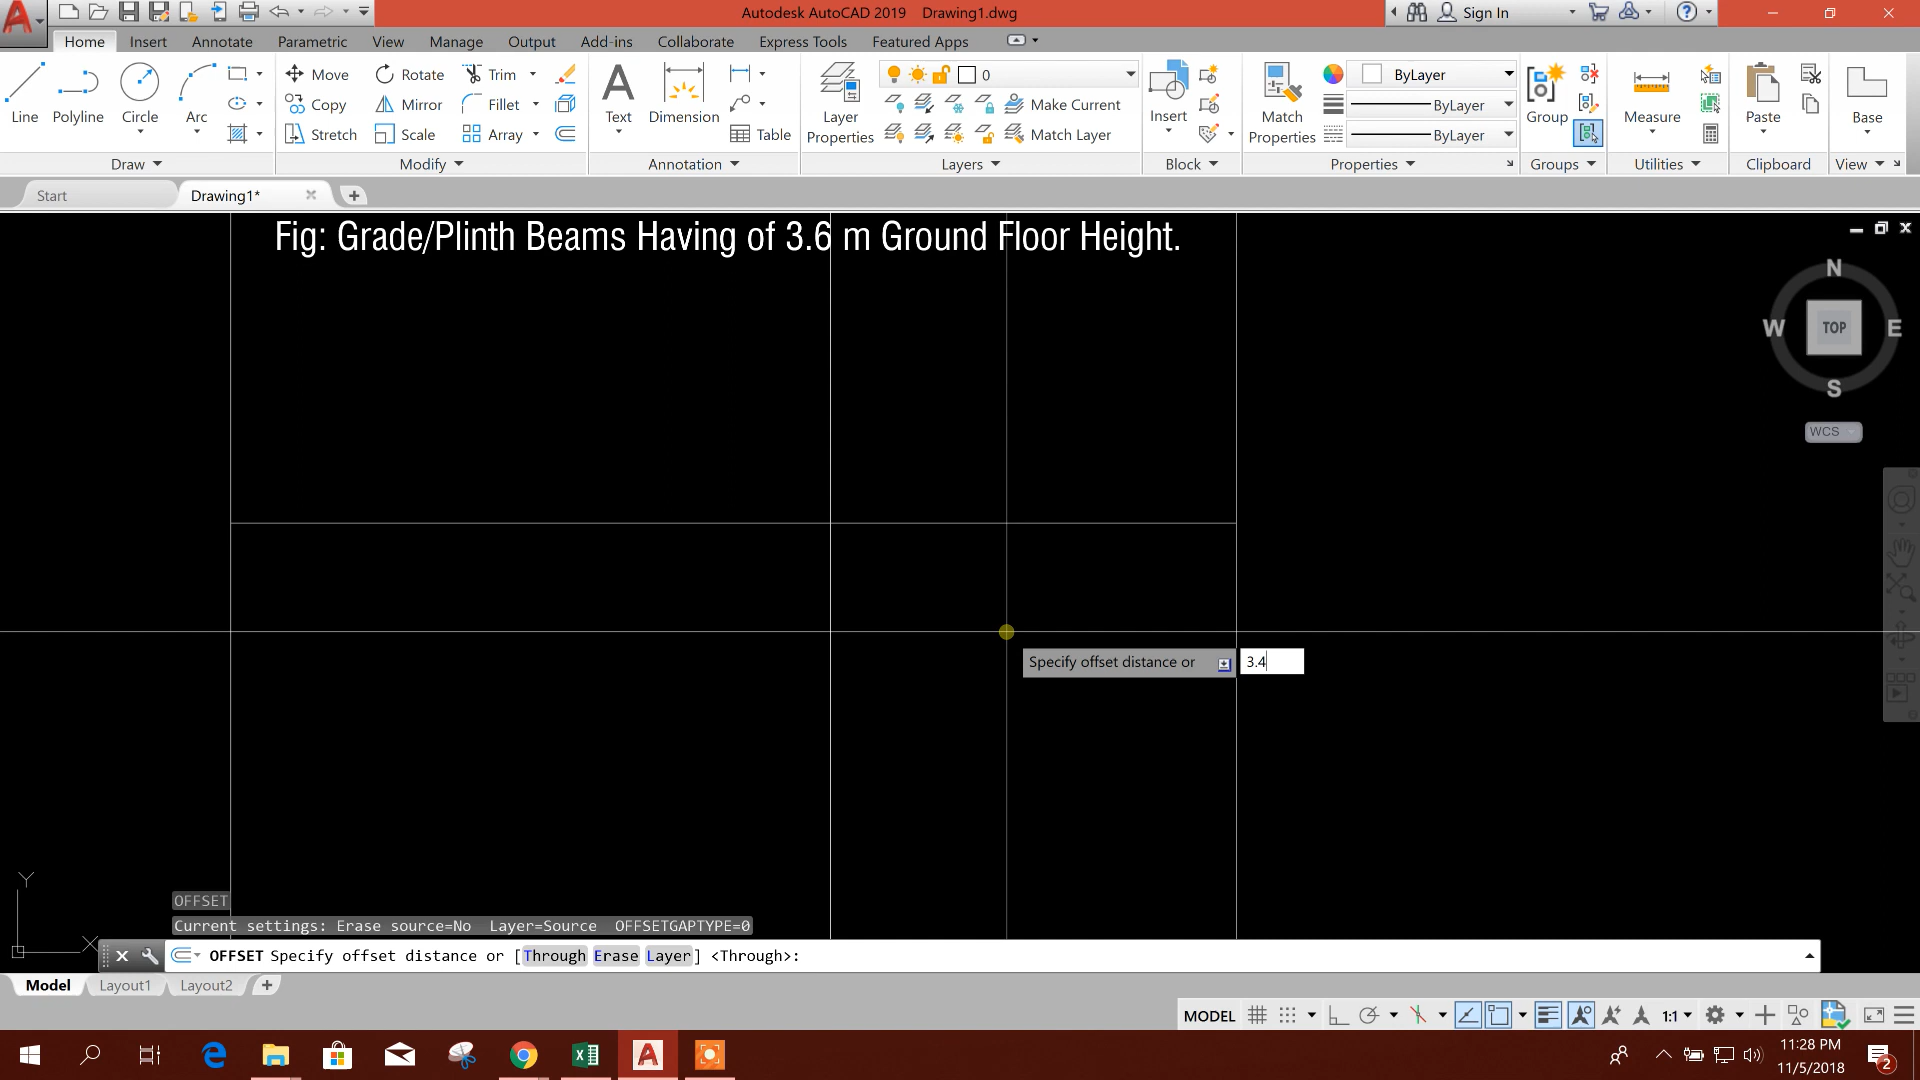 Autodesk AutoCAD 2019 Drawing1.dwg
Sign In
Home Insert Annotate Parametric View Manage Output Add-ins Collaborate Express Tools Featured Apps
Line Polyline Circle Arc
Move Rotate Trim
Copy Mirror Fillet
Stretch Scale Array
Text Dimension Table
Layer Properties
0
Make Current
Match Layer
Insert
Match Properties
ByLayer
ByLayer
ByLayer
Group
Measure
Paste
Base
Draw Modify Annotation Layers Block Properties Groups Utilities Clipboard View
Start Drawing1*
Fig: Grade/Plinth Beams Having of 3.6 m Ground Floor Height.
N
W TOP E
S
WCS
Specify offset distance or 3.4
Y
X
OFFSET
Current settings: Erase source=No Layer=Source OFFSETGAPTYPE=0
OFFSET Specify offset distance or [Through Erase Layer] <Through>:
Model Layout1 Layout2
MODEL 1:1
11:28 PM
11/5/2018
2